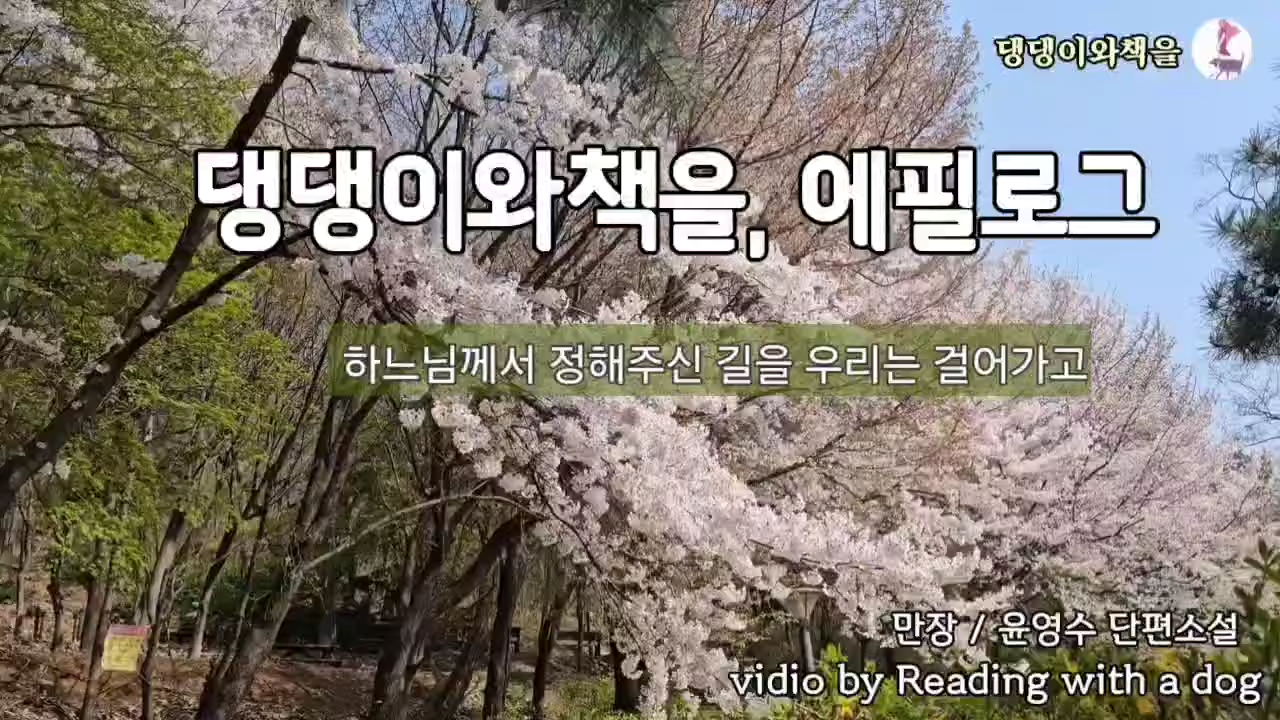 댕댕이와책을
댕댕이와책을, 에필로그
하느님께서 정해주신 길을 우리는 걸어가고
만장 / 윤영수 단편소설
vidio by Reading with a dog